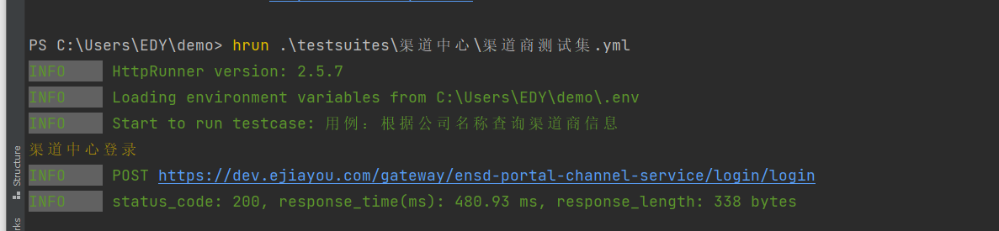 PS C:\Users\EDY\demo> hrun .\testsuites\渠道中心\渠道商测试集.yml
INFO HttpRunner version: 2.5.7
INFO Loading environment variables from C:\Users\EDY\demo\.env
INFO Start to run testcase: 用例：根据公司名称查询渠道商信息
渠道中心登录
INFO POST https://dev.ejiayou.com/gateway/ensd-portal-channel-service/login/login
INFO status_code: 200, response_time(ms): 480.93 ms, response_length: 338 bytes
Structure